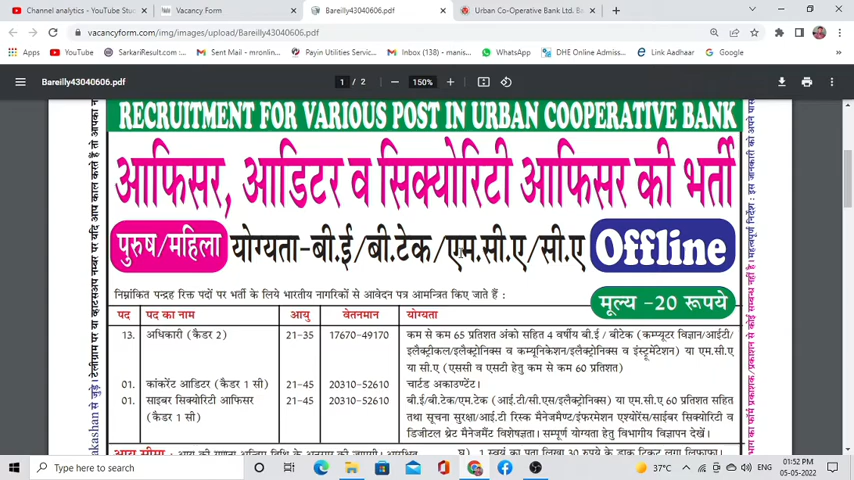 Channel analytics - YouTube Stud
Vacancy Form
Bareilly43040606.pdf
Urban Co-Operative Bank Ltd. Ba
vacancyform.com/img/images/upload/Bareilly43040606.pdf
Apps
YouTube
SarkariResult.com :...
Sent Mail - mronlin...
Payin Utilities Servic...
Inbox (138) - manis...
WhatsApp
DHE Online Admiss...
Link Aadhaar
Google
Bareilly43040606.pdf
1 / 2
150%
RECRUITMENT FOR VARIOUS POST IN URBAN COOPERATIVE BANK
आफिसर, आडिटर व सिक्योरिटी आफिसर की भर्ती
पुरुष/महिला योग्यता-बी.ई/बी.टेक/एम.सी.ए/सी.ए Offline
निम्नांकित पन्द्रह रिक्त पदों पर भर्ती के लिये भारतीय नागरिकों से आवेदन पत्र आमन्त्रित किए जाते हैं :
मूल्य -20 रूपये
पद पद का नाम आयु वेतनमान योग्यता
13. अधिकारी (कैडर 2) 21-35 17670-49170 कम से कम 65 प्रतिशत अंको सहित 4 वर्षीय बी.ई / बीटेक (कम्प्यूटर विज्ञान/आईटी/
इलैक्ट्रीकल/इलैक्ट्रोनिक्स व कम्यूनिकेशन/इलैक्ट्रोनिक्स व इंस्ट्रूमेंटेशन) या एम.सी.ए
या सी.ए (एससी व एसटी हेतु कम से कम 60 प्रतिशत)
01. कांकरेंट आडिटर (कैडर 1 सी) 21-45 20310-52610 चार्टड अकाउण्टेंट।
01. साइबर सिक्योरिटी आफिसर 21-45 20310-52610 बी.ई/बी.टेक/एम.टेक (आई.टी/सी.एस/इलैक्ट्रोनिक्स) या एम.सी.ए 60 प्रतिशत सहित
(कैडर 1 सी) तथा सूचना सुरक्षा/आई.टी रिस्क मैनेजमैण्ट/इंफरमेशन एश्योरेंस/साईबर सिक्योरिटी व
डिजीटल थ्रेट मैनेजमैंट विशेषज्ञता। सम्पूर्ण योग्यता हेतु विभागीय विज्ञापन देखें।
Type here to search
37°C
ENG
01:52 PM
05-05-2022